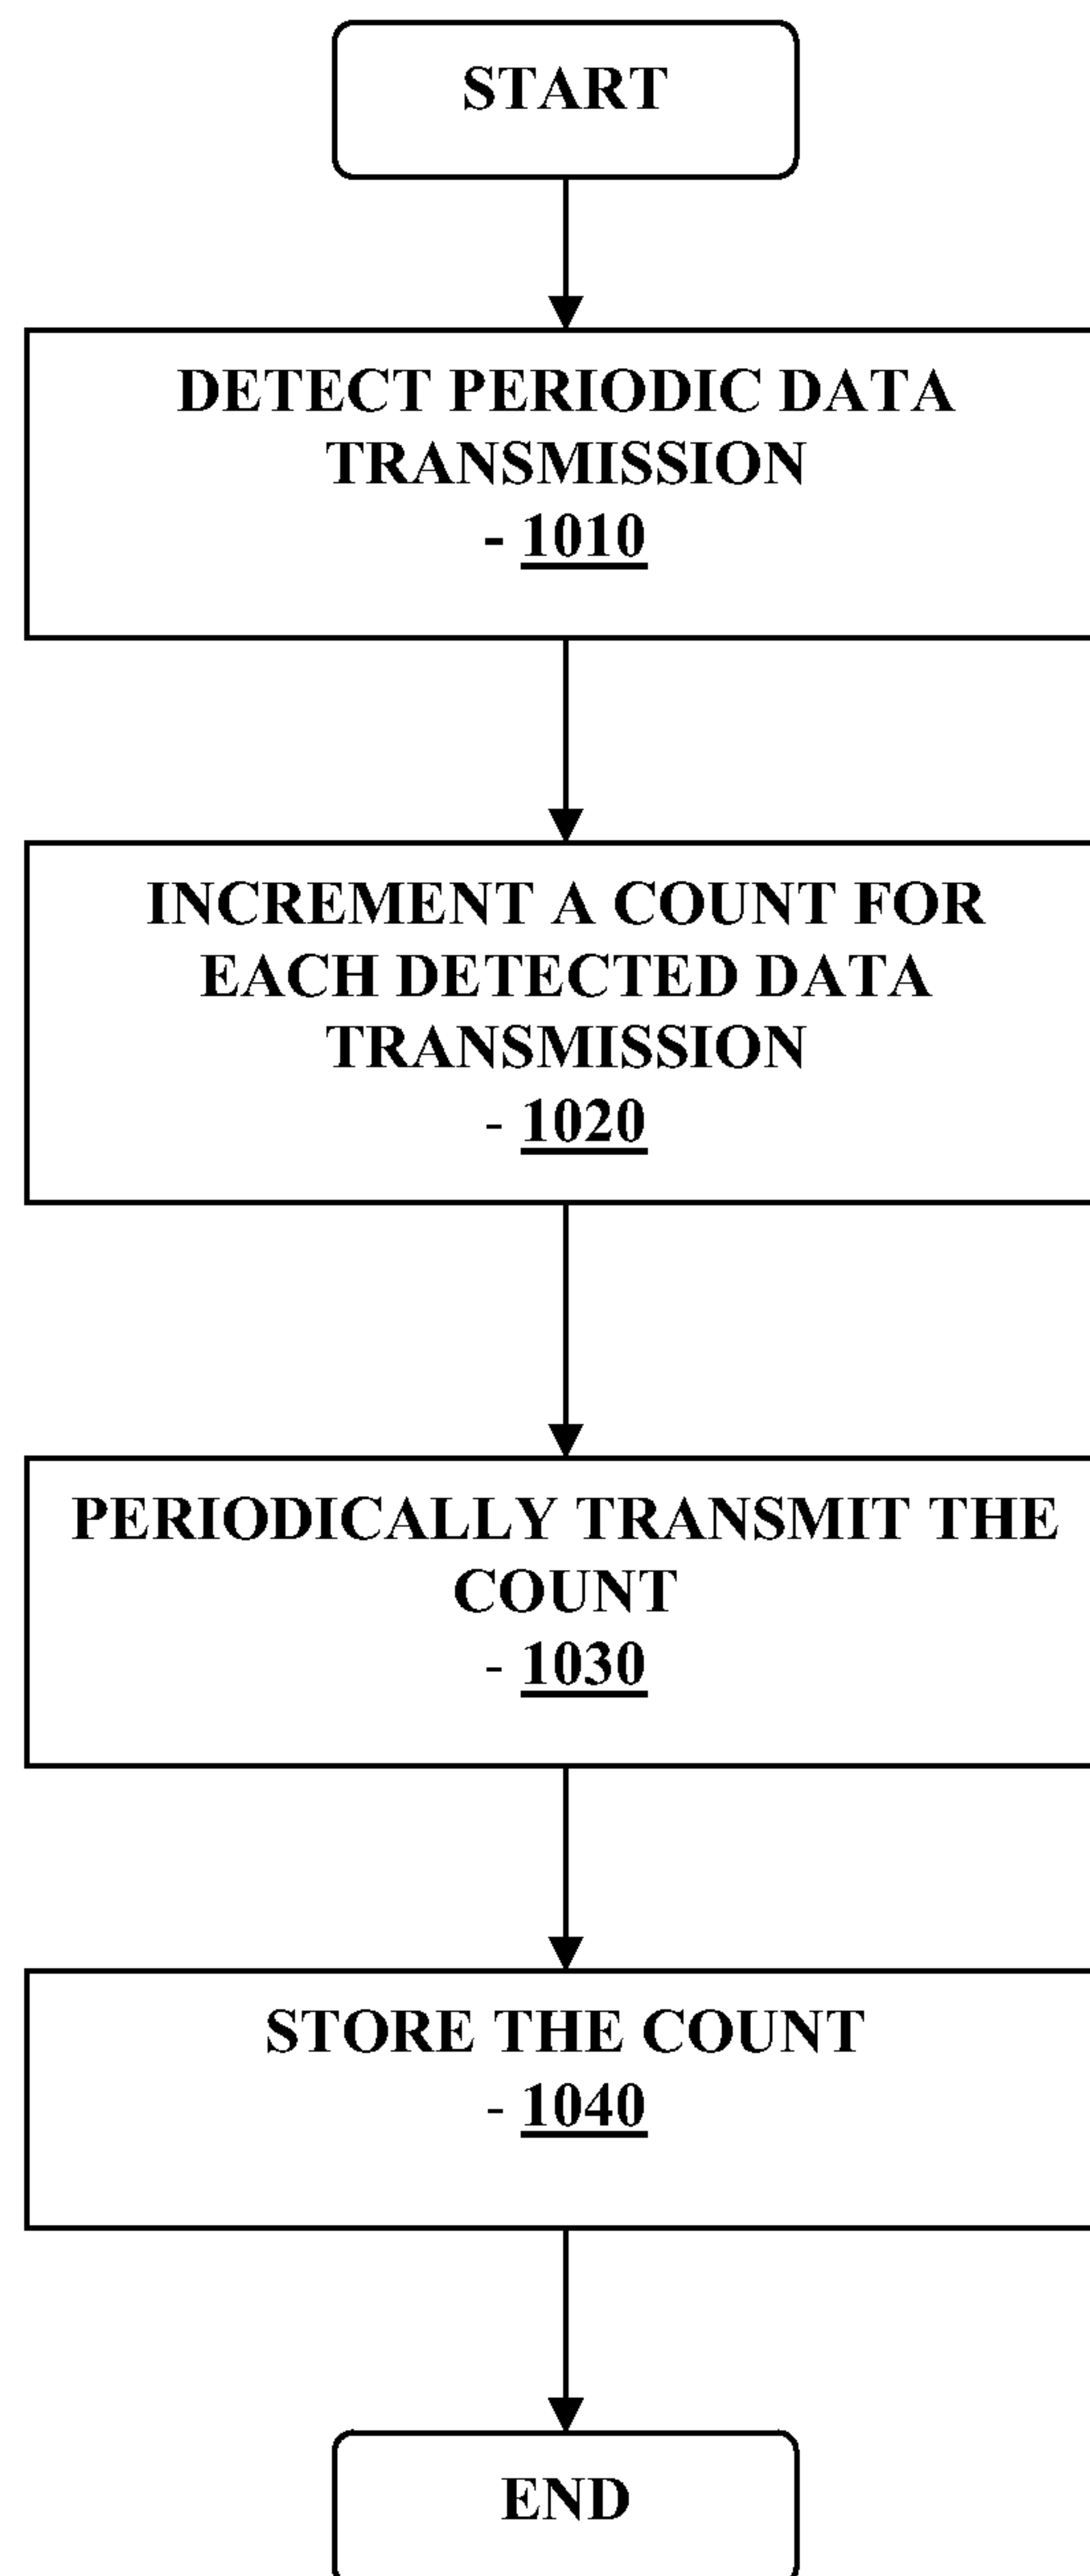 START
DETECT PERIODIC DATA
TRANSMISSION
- 1010
INCREMENT A COUNT FOR
EACH DETECTED DATA
TRANSMISSION
- 1020
PERIODICALLY TRANSMIT THE
COUNT
- 1030
STORE THE COUNT
- 1040
END